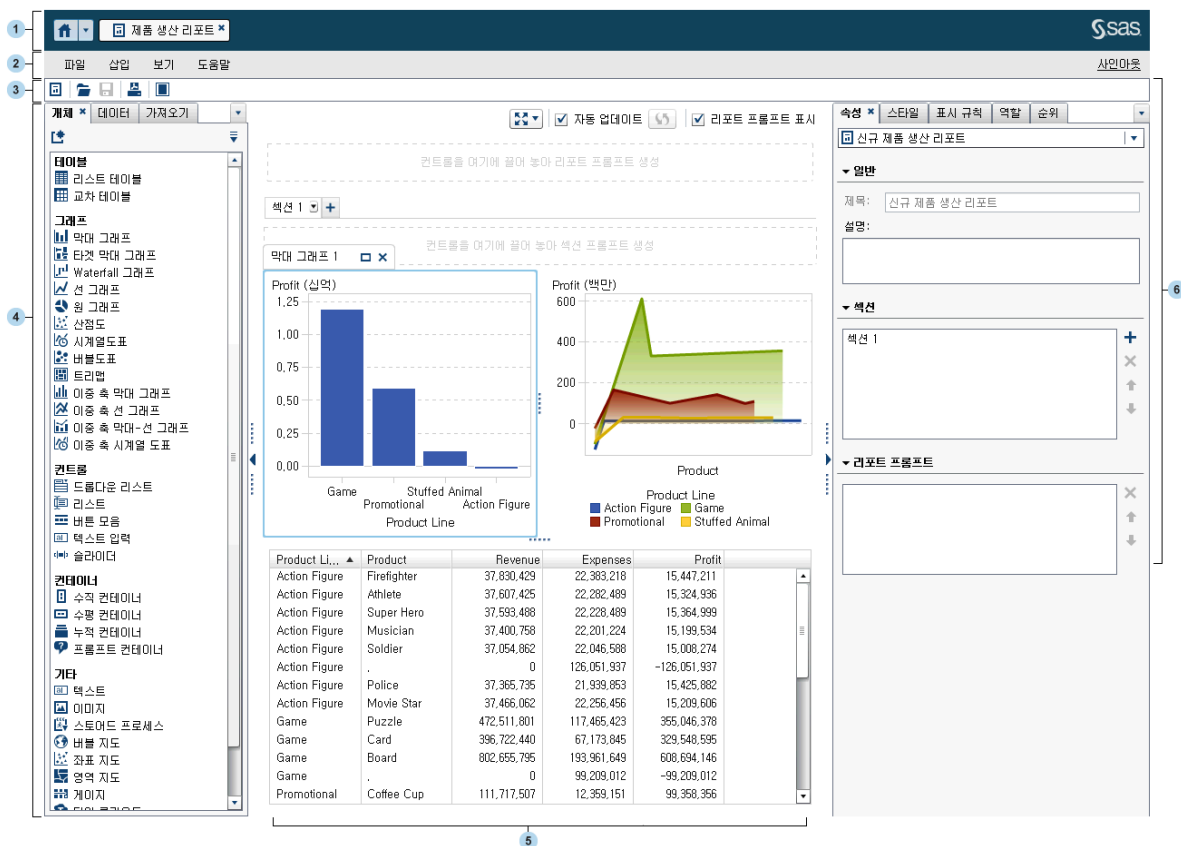 1
제품 생산 리포트
sas
2
파일 삽입 보기 도움말
사인아웃
3
4
개체 데이터 가져오기
테이블
리스트 테이블
교차 테이블
그래프
막대 그래프
타겟 막대 그래프
Waterfall 그래프
선 그래프
원 그래프
산점도
시계열도표
버블도표
트리맵
이중 축 막대 그래프
이중 축 선 그래프
이중 축 막대-선 그래프
이중 축 시계열 도표
컨트롤
드롭다운 리스트
리스트
버튼 모음
텍스트 입력
슬라이더
컨테이너
수직 컨테이너
수평 컨테이너
누적 컨테이너
프롬프트 컨테이너
기타
텍스트
이미지
스토어드 프로세스
버블 지도
좌표 지도
영역 지도
게이지
자동 업데이트
리포트 프롬프트 표시
컨트롤을 여기에 끌어 놓아 리포트 프롬프트 생성
섹션 1
컨트롤을 여기에 끌어 놓아 섹션 프롬프트 생성
막대 그래프 1
Profit (십억)
1,25
1,00
0,75
0,50
0,25
0,00
Game
Promotional
Stuffed Animal
Action Figure
Product Line
Profit (백만)
600
400
200
0
Product
Product Line
Action Figure Game
Promotional Stuffed Animal
Product Li... Product Revenue Expenses Profit
Action Figure Firefighter 37,830,429 22,383,218 15,447,211
Action Figure Athlete 37,607,425 22,282,489 15,324,936
Action Figure Super Hero 37,593,488 22,228,489 15,364,999
Action Figure Musician 37,400,758 22,201,224 15,199,534
Action Figure Soldier 37,054,862 22,046,588 15,008,274
Action Figure . 0 126,051,937 -126,051,937
Action Figure Police 37,365,735 21,939,853 15,425,882
Action Figure Movie Star 37,466,062 22,256,456 15,209,606
Game Puzzle 472,511,801 117,465,423 355,046,378
Game Card 396,722,440 67,173,845 329,548,595
Game Board 802,655,795 193,961,649 608,694,146
Game . 0 99,209,012 -99,209,012
Promotional Coffee Cup 111,717,507 12,359,151 99,358,356
5
속성 스타일 표시 규칙 역할 순위
신규 제품 생산 리포트
일반
제목: 신규 제품 생산 리포트
설명:
섹션
섹션 1
리포트 프롬프트
6